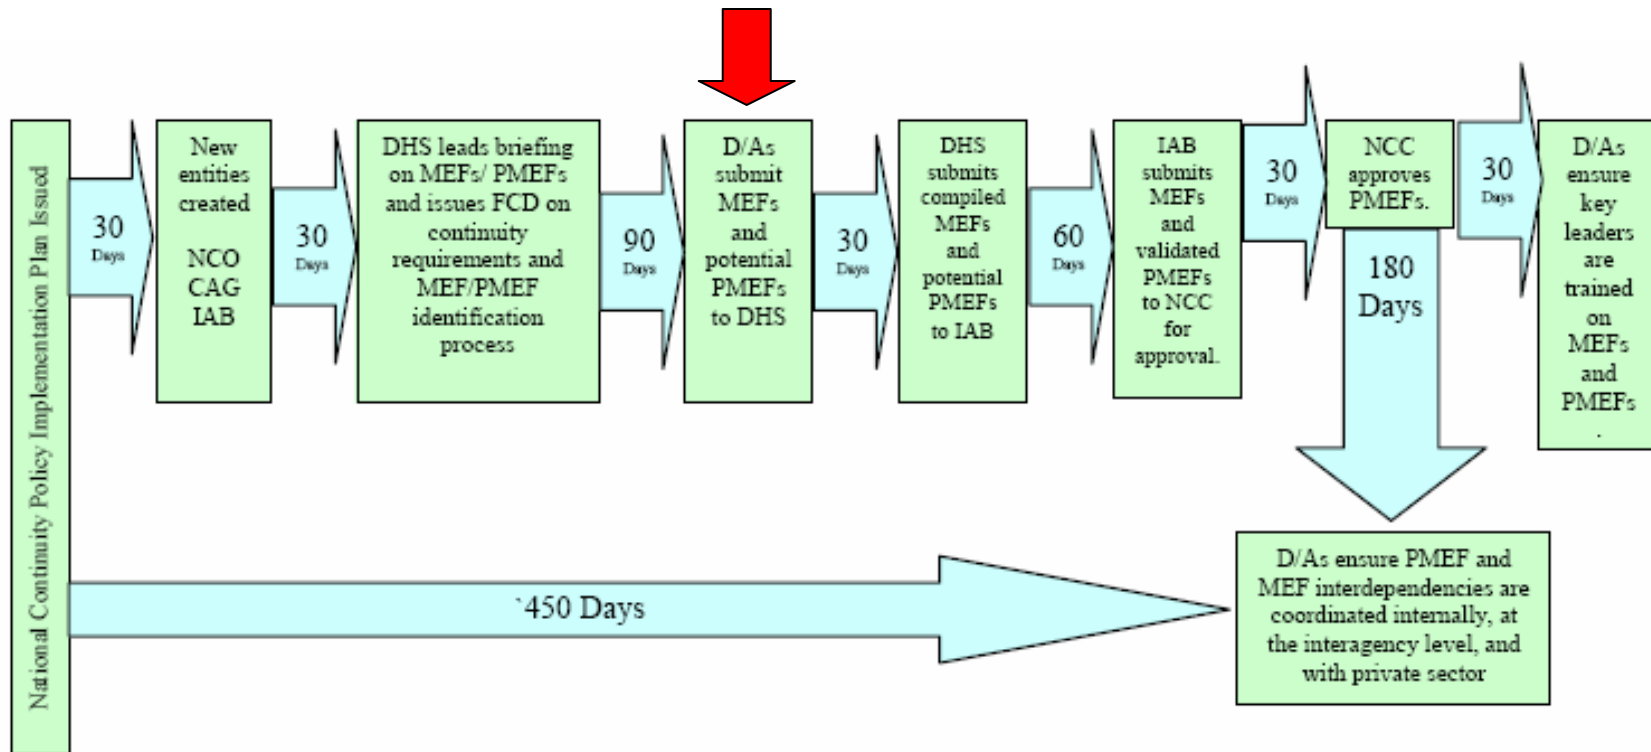 National Continuity Policy Implementation Plan Issued
30
Days
New
entities
created
NCO
CAG
IAB
30
Days
DHS leads briefing
on MEFs/ PMEFs
and issues FCD on
continuity
requirements and
MEF/PMEF
identification
process
90
Days
D/As
submit
MEFs
and
potential
PMEFs
to DHS
30
Days
DHS
submits
compiled
MEFs
and
potential
PMEFs
to IAB
60
Days
IAB
submits
MEFs
and
validated
PMEFs
to NCC
for
approval.
30
Days
NCC
approves
PMEFs.
30
Days
D/As
ensure
key
leaders
are
trained
on
MEFs
and
PMEFs
.
180
Days
`450 Days
D/As ensure PMEF and
MEF interdependencies are
coordinated internally, at
the interagency level, and
with private sector